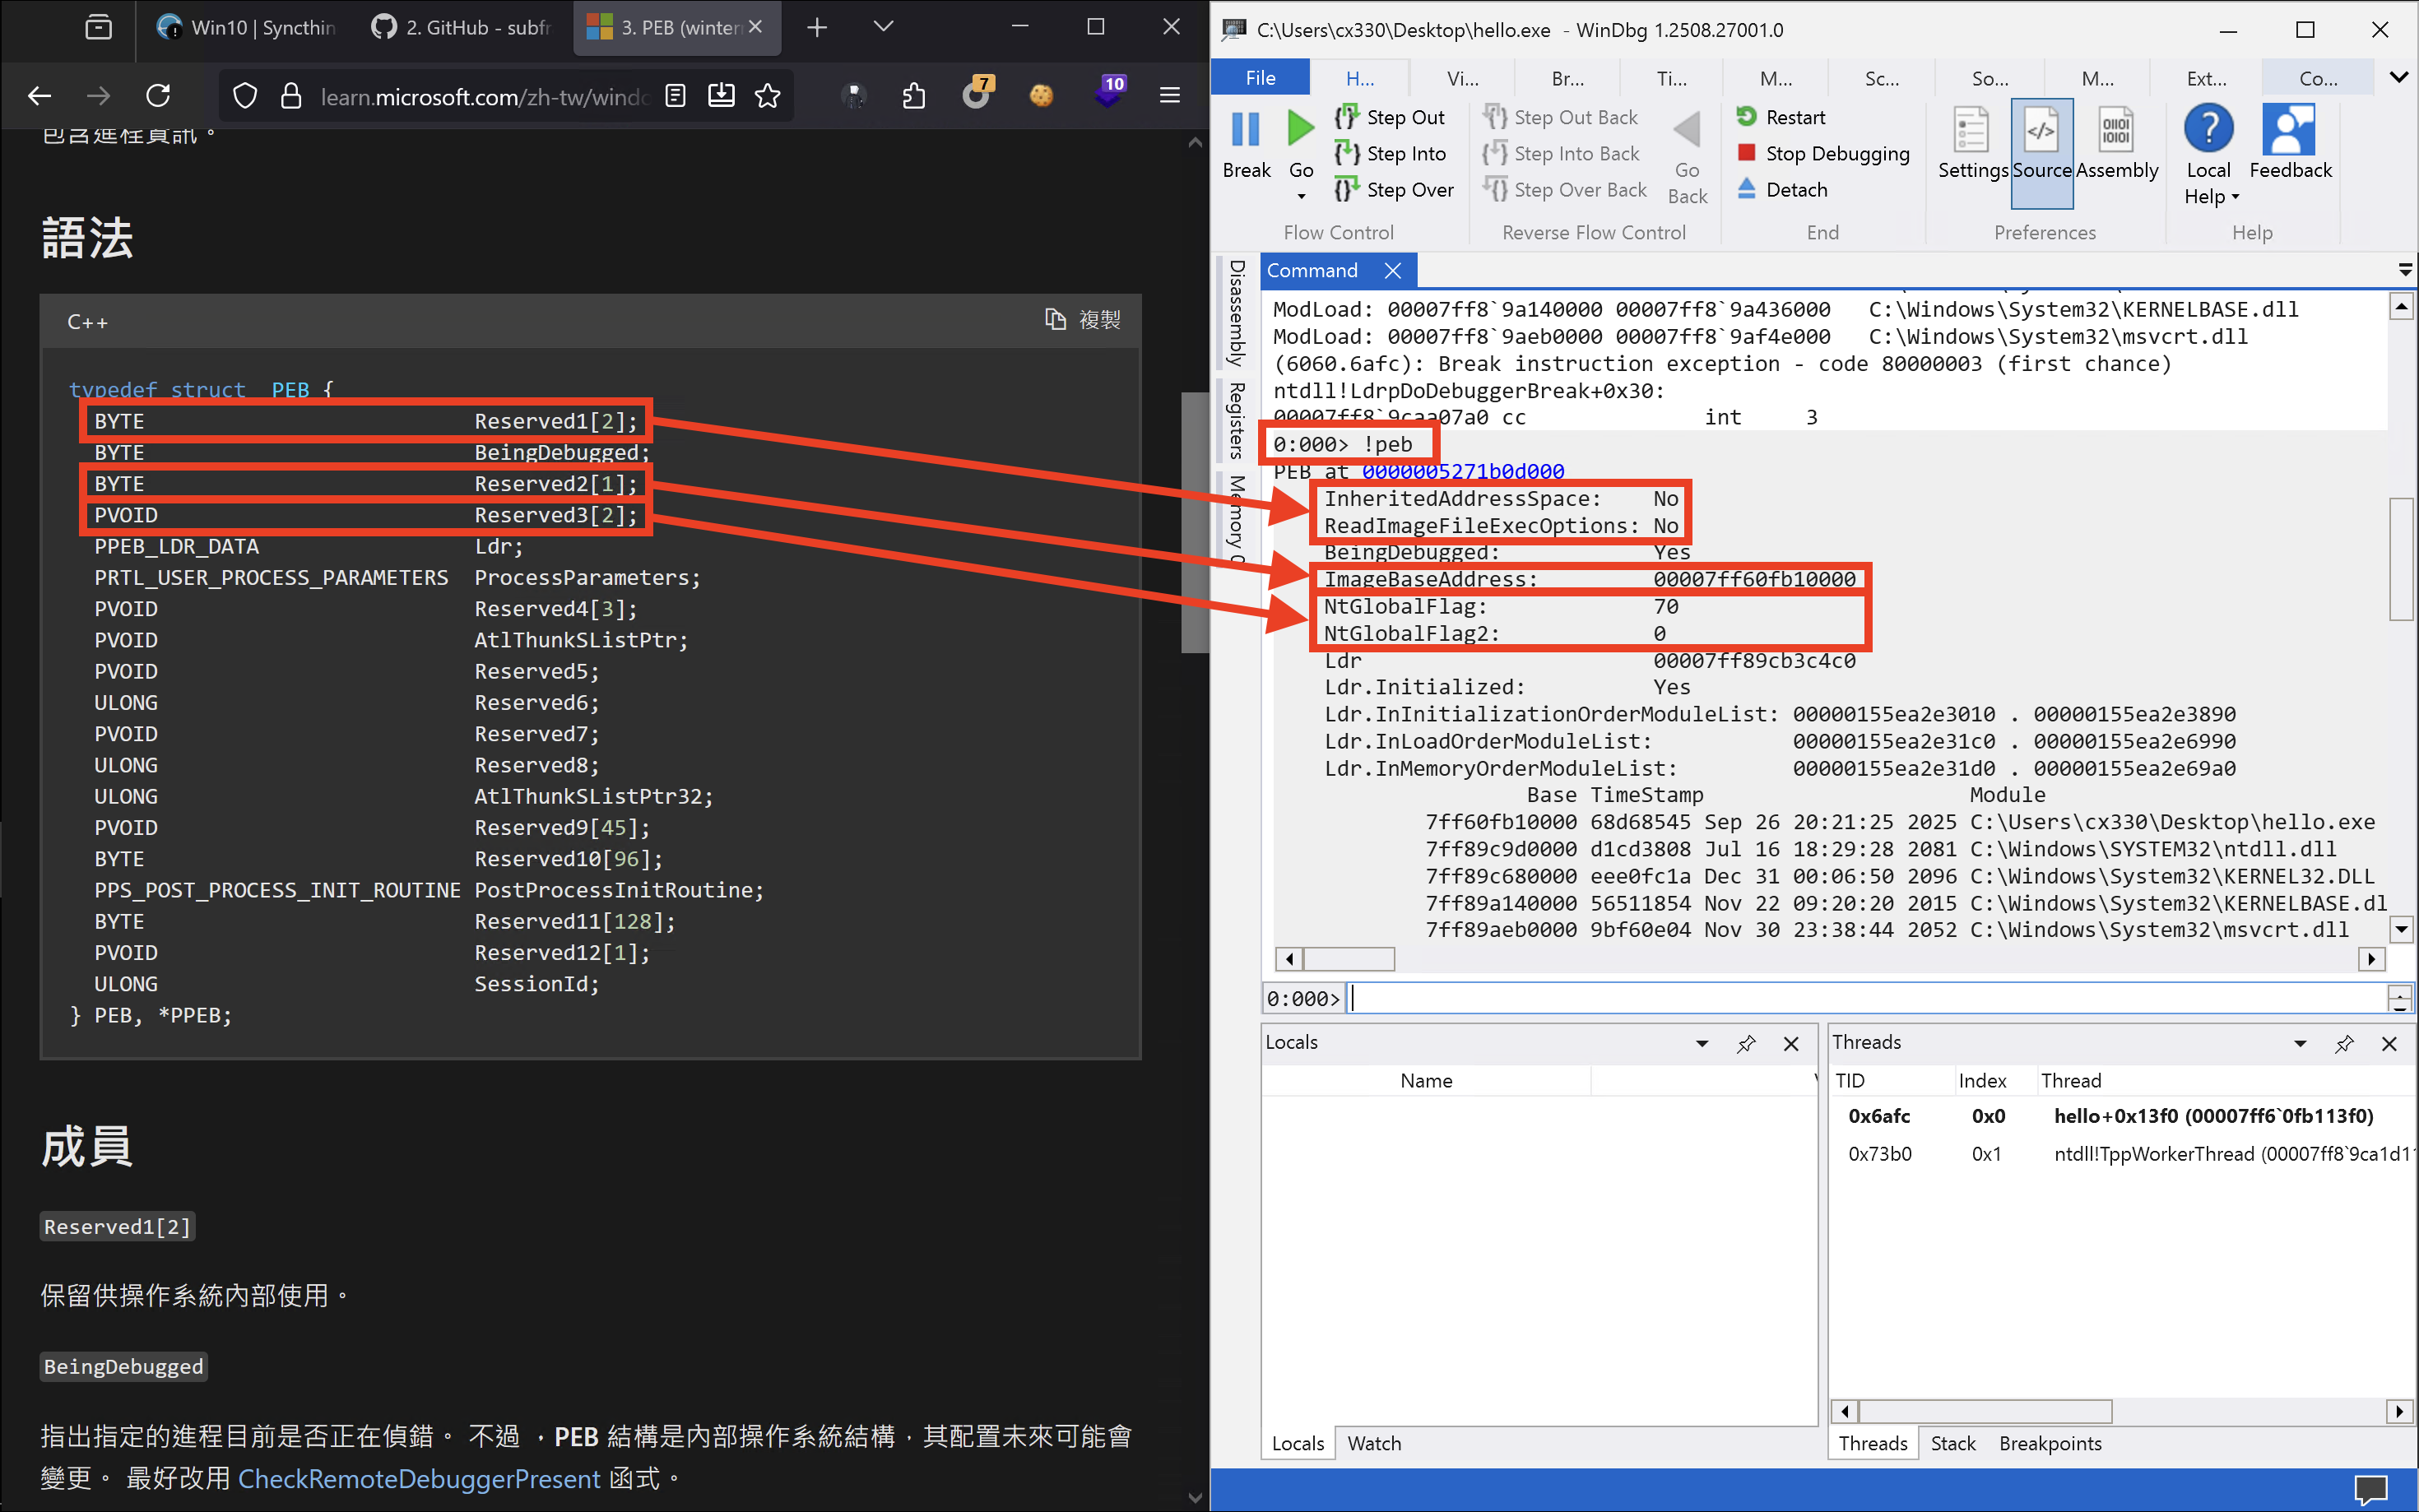 Win10 | Syncthin
2. GitHub - subfr
3. PEB (winter
learn.microsoft.com/zh-tw/windo
7
10
包含進程資訊。
語法
C++
複製
typedef struct _PEB {
BYTE Reserved1[2];
BYTE BeingDebugged;
BYTE Reserved2[1];
PVOID Reserved3[2];
PPEB_LDR_DATA Ldr;
PRTL_USER_PROCESS_PARAMETERS ProcessParameters;
PVOID Reserved4[3];
PVOID AtlThunkSListPtr;
PVOID Reserved5;
ULONG Reserved6;
PVOID Reserved7;
ULONG Reserved8;
ULONG AtlThunkSListPtr32;
PVOID Reserved9[45];
BYTE Reserved10[96];
PPS_POST_PROCESS_INIT_ROUTINE PostProcessInitRoutine;
BYTE Reserved11[128];
PVOID Reserved12[1];
ULONG SessionId;
} PEB, *PPEB;
成員
Reserved1[2]
保留供操作系統內部使用。
BeingDebugged
指出指定的進程目前是否正在偵錯。 不過，PEB 結構是內部操作系統結構，其配置未來可能會
變更。 最好改用 CheckRemoteDebuggerPresent 函式。
C:\Users\cx330\Desktop\hello.exe - WinDbg 1.2508.27001.0
File H... Vi... Br... Ti... M... Sc... So... M... Ext... Co...
Break
Go
Step Out
Step Into
Step Over
Flow Control
Step Out Back
Step Into Back
Step Over Back
Go
Back
Reverse Flow Control
Restart
Stop Debugging
Detach
End
Settings
Source
Assembly
Preferences
Local
Help
Feedback
Help
Disassembly
Registers
Memory 0
Command
ModLoad: 00007ff8`9a140000 00007ff8`9a436000 C:\Windows\System32\KERNELBASE.dll
ModLoad: 00007ff8`9aeb0000 00007ff8`9af4e000 C:\Windows\System32\msvcrt.dll
(6060.6afc): Break instruction exception - code 80000003 (first chance)
ntdll!LdrpDoDebuggerBreak+0x30:
00007ff8`9caa07a0 cc int 3
0:000> !peb
PEB at 0000005271b0d000
InheritedAddressSpace: No
ReadImageFileExecOptions: No
BeingDebugged: Yes
ImageBaseAddress: 00007ff60fb10000
NtGlobalFlag: 70
NtGlobalFlag2: 0
Ldr 00007ff89cb3c4c0
Ldr.Initialized: Yes
Ldr.InInitializationOrderModuleList: 00000155ea2e3010 . 00000155ea2e3890
Ldr.InLoadOrderModuleList: 00000155ea2e31c0 . 00000155ea2e6990
Ldr.InMemoryOrderModuleList: 00000155ea2e31d0 . 00000155ea2e69a0
Base TimeStamp Module
7ff60fb10000 68d68545 Sep 26 20:21:25 2025 C:\Users\cx330\Desktop\hello.exe
7ff89c9d0000 d1cd3808 Jul 16 18:29:28 2081 C:\Windows\SYSTEM32\ntdll.dll
7ff89c680000 eee0fc1a Dec 31 00:06:50 2096 C:\Windows\System32\KERNEL32.DLL
7ff89a140000 56511854 Nov 22 09:20:20 2015 C:\Windows\System32\KERNELBASE.dl
7ff89aeb0000 9bf60e04 Nov 30 23:38:44 2052 C:\Windows\System32\msvcrt.dll
0:000>
Locals
Name
Locals Watch
Threads
TID Index Thread
0x6afc 0x0 hello+0x13f0 (00007ff6`0fb113f0)
0x73b0 0x1 ntdll!TppWorkerThread (00007ff8`9ca1d1
Threads Stack Breakpoints